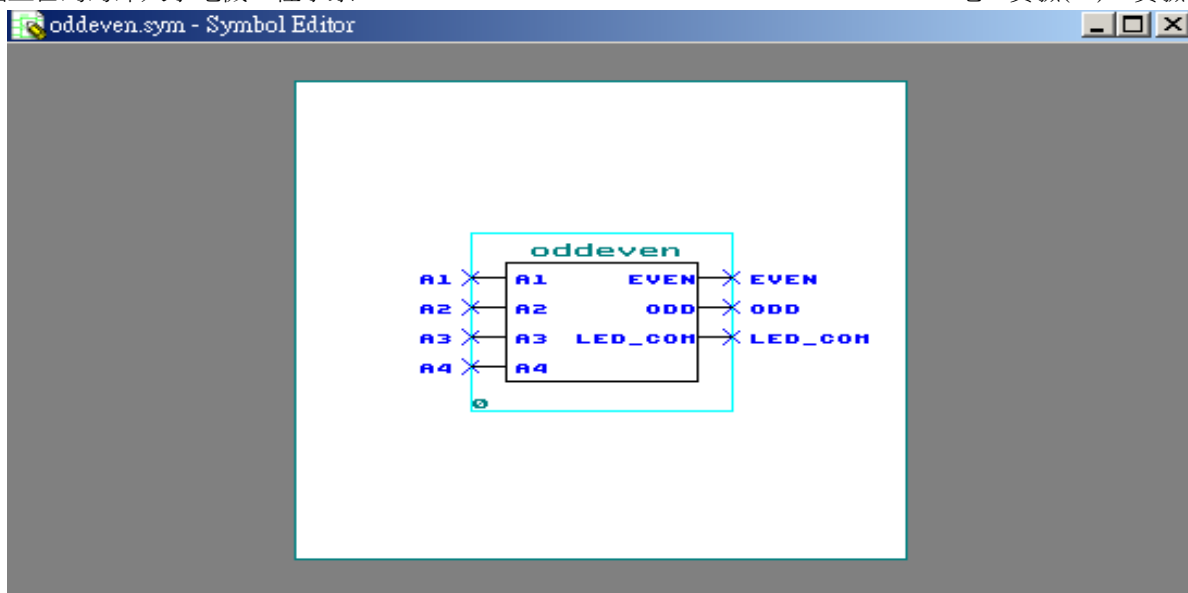 oddeven.sym - Symbol Editor
oddeven
A1 A1 EVEN EVEN
A2 A2 ODD ODD
A3 A3 LED_COM LED_COM
A4 A4
0